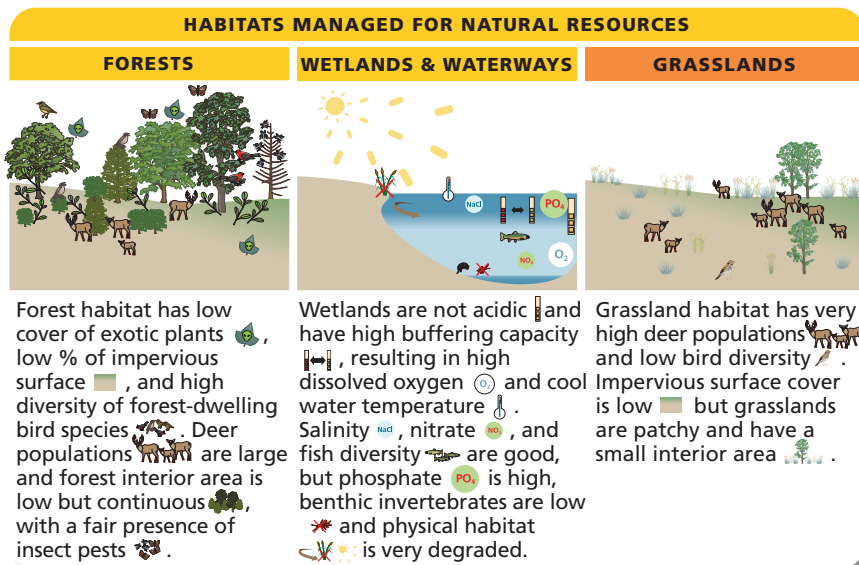 HABITATS MANAGED FOR NATURAL RESOURCES
FORESTS
WETLANDS & WATERWAYS
GRASSLANDS
NaCl
PO₄
NO₃
O₂
Forest habitat has low
cover of exotic plants ,
low % of impervious
surface , and high
diversity of forest-dwelling
bird species . Deer
populations are large
and forest interior area is
low but continuous ,
with a fair presence of
insect pests .
Wetlands are not acidic and
have high buffering capacity
, resulting in high
dissolved oxygen O₂ and cool
water temperature .
Salinity NaCl , nitrate NO₃ , and
fish diversity are good,
but phosphate PO₄ is high,
benthic invertebrates are low
and physical habitat
is very degraded.
Grassland habitat has very
high deer populations
and low bird diversity .
Impervious surface cover
is low but grasslands
are patchy and have a
small interior area .